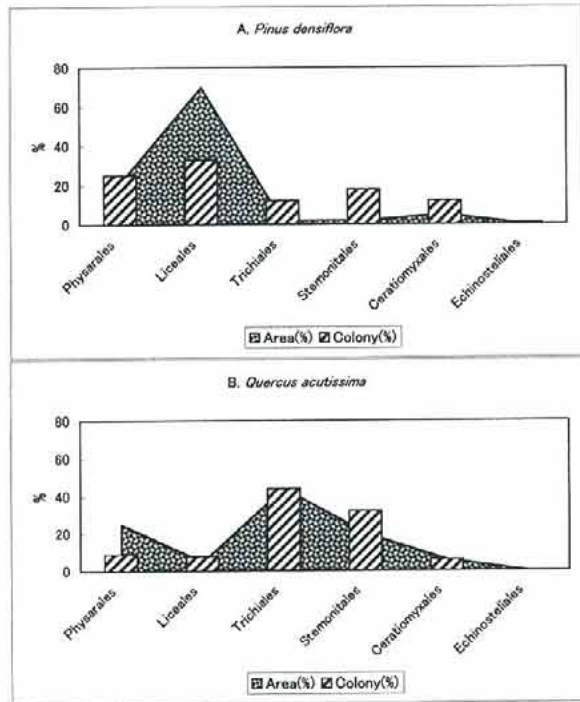 A. Pinus densiflora
80
60
40
20
0
%
Physarales
Liceales
Trichiales
Stemonitales
Ceratiomyxales
Echinosteliales
Area(%) Colony(%)
B. Quercus acutissima
80
60
40
20
0
%
Physarales
Liceales
Trichiales
Stemonitales
Ceratiomyxales
Echinosteliales
Area(%) Colony(%)